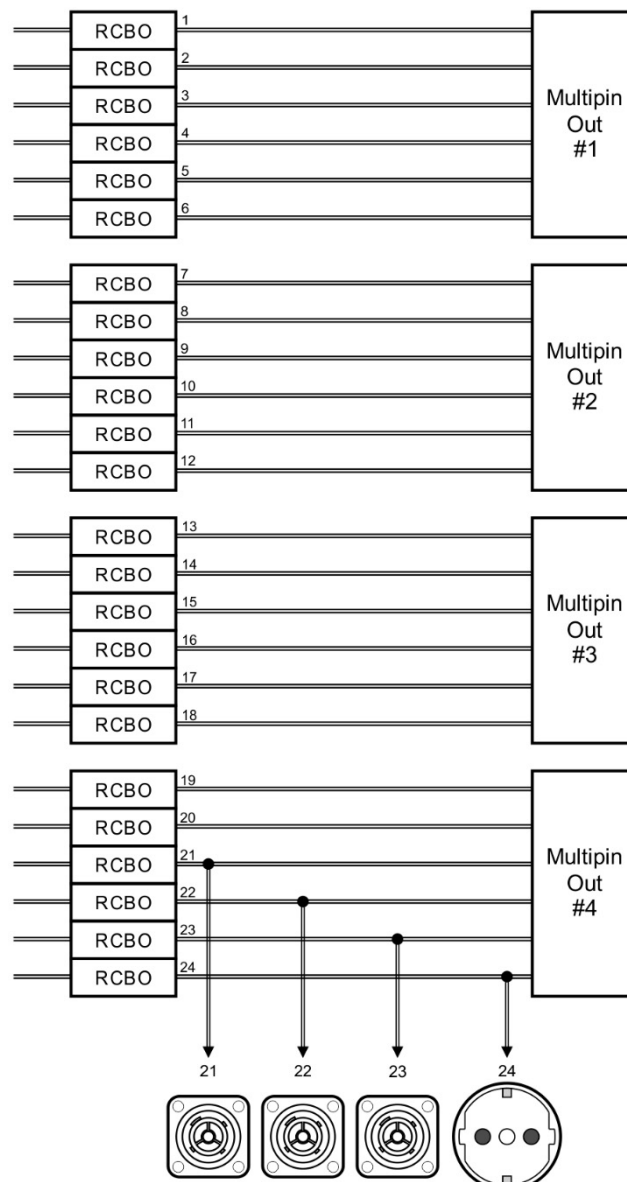 RCBO 1
RCBO 2
RCBO 3
RCBO 4
RCBO 5
RCBO 6
Multipin
Out
#1
RCBO 7
RCBO 8
RCBO 9
RCBO 10
RCBO 11
RCBO 12
Multipin
Out
#2
RCBO 13
RCBO 14
RCBO 15
RCBO 16
RCBO 17
RCBO 18
Multipin
Out
#3
RCBO 19
RCBO 20
RCBO 21
RCBO 22
RCBO 23
RCBO 24
Multipin
Out
#4
21 22 23 24